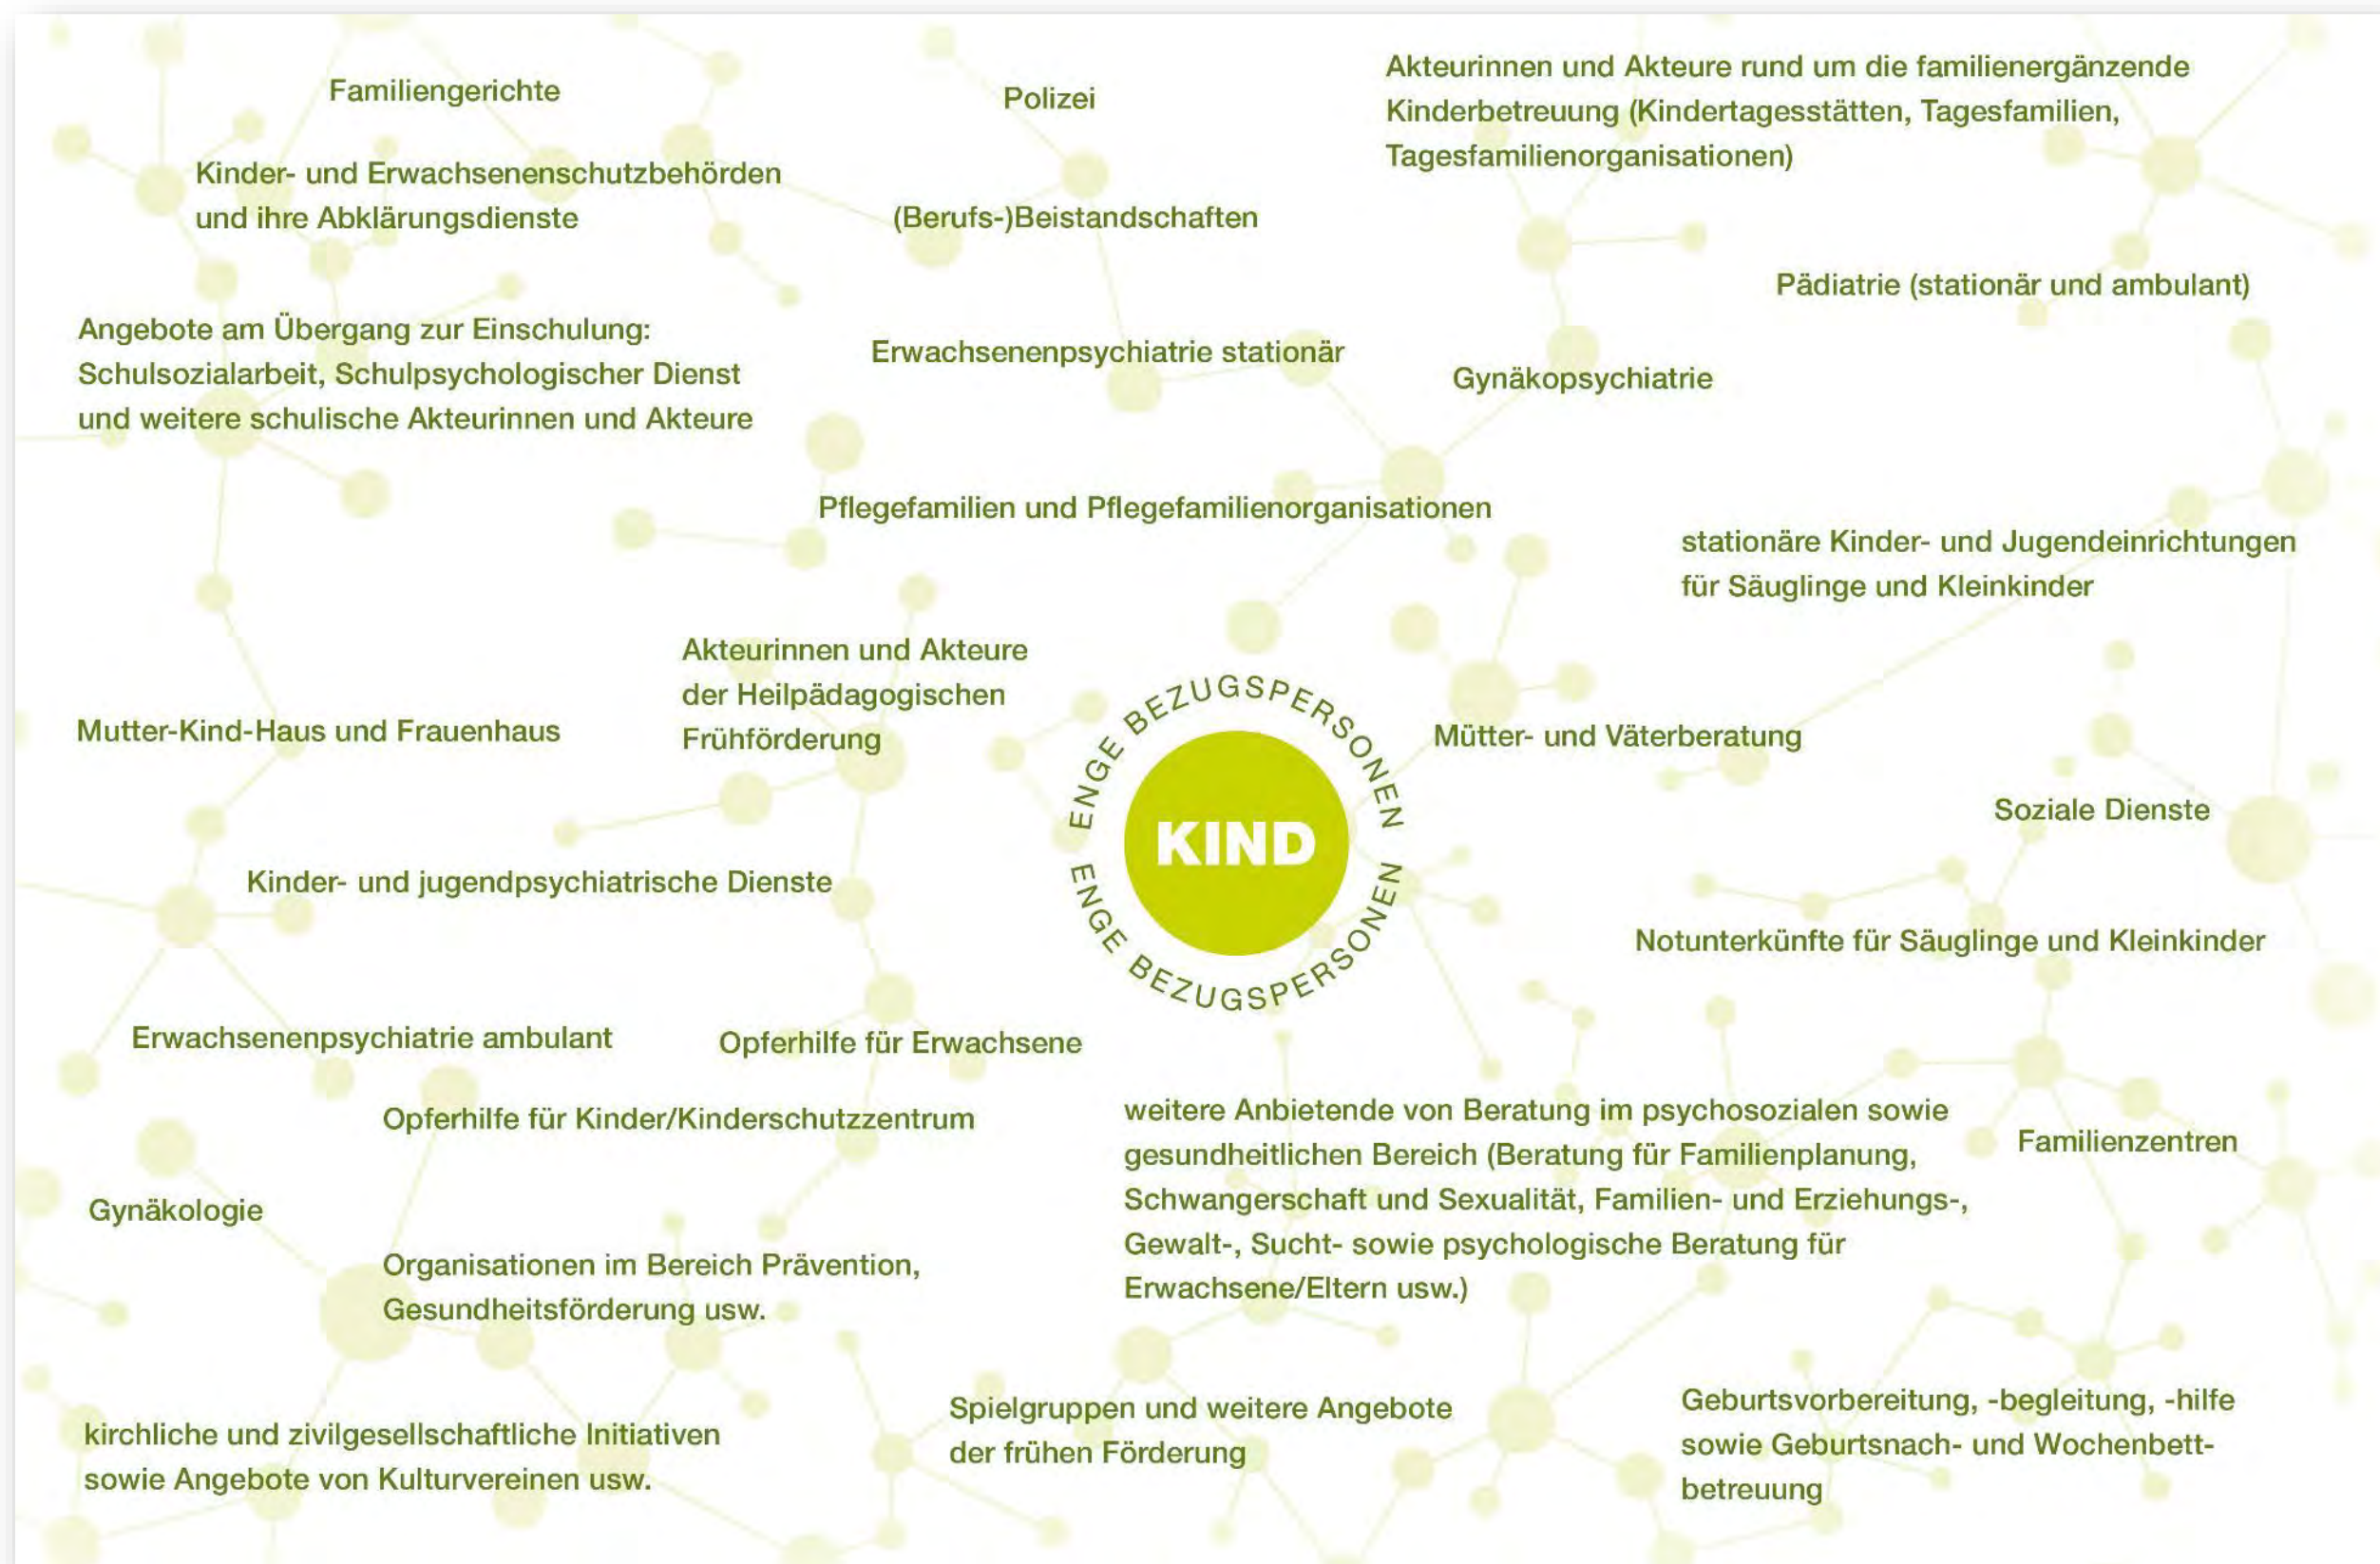 Familiengerichte
Polizei
Akteurinnen und Akteure rund um die familienergänzende
Kinderbetreuung (Kindertagesstätten, Tagesfamilien,
Tagesfamilienorganisationen)
Kinder- und Erwachsenenschutzbehörden
und ihre Abklärungsdienste
(Berufs-)Beistandschaften
Pädiatrie (stationär und ambulant)
Angebote am Übergang zur Einschulung:
Schulsozialarbeit, Schulpsychologischer Dienst
und weitere schulische Akteurinnen und Akteure
Erwachsenenpsychiatrie stationär
Gynäkopsychiatrie
Pflegefamilien und Pflegefamilienorganisationen
stationäre Kinder- und Jugendeinrichtungen
für Säuglinge und Kleinkinder
Akteurinnen und Akteure
der Heilpädagogischen
Frühförderung
Mutter-Kind-Haus und Frauenhaus
ENGE BEZUGSPERSONEN
KIND
ENGE BEZUGSPERSONEN
Mütter- und Väterberatung
Soziale Dienste
Kinder- und jugendpsychiatrische Dienste
Notunterkünfte für Säuglinge und Kleinkinder
Erwachsenenpsychiatrie ambulant
Opferhilfe für Erwachsene
Opferhilfe für Kinder/Kinderschutzzentrum
weitere Anbietende von Beratung im psychosozialen sowie
gesundheitlichen Bereich (Beratung für Familienplanung,
Schwangerschaft und Sexualität, Familien- und Erziehungs-,
Gewalt-, Sucht- sowie psychologische Beratung für
Erwachsene/Eltern usw.)
Familienzentren
Gynäkologie
Organisationen im Bereich Prävention,
Gesundheitsförderung usw.
kirchliche und zivilgesellschaftliche Initiativen
sowie Angebote von Kulturvereinen usw.
Spielgruppen und weitere Angebote
der frühen Förderung
Geburtsvorbereitung, -begleitung, -hilfe
sowie Geburtsnach- und Wochenbett-
betreuung